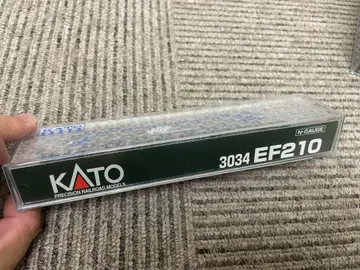 KATO
PRECISION RAILROAD MODELS
N-GAUGE
3034 EF210